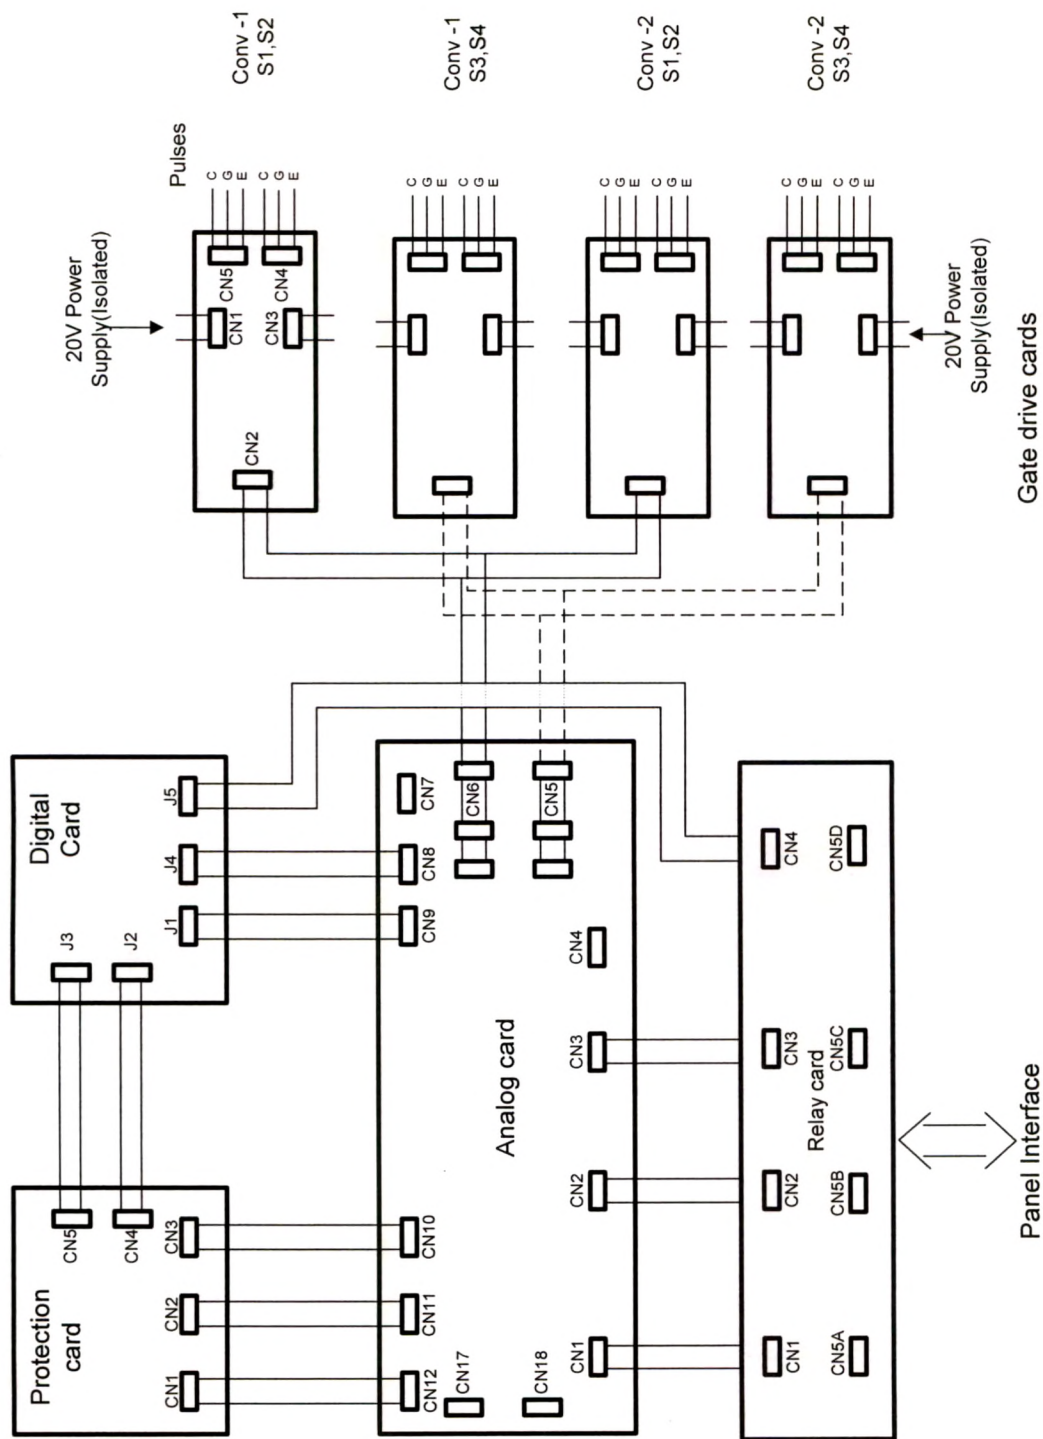 Protection
card
CN5
CN4
CN1
CN2
CN3
Digital
Card
J3
J2
J1
J4
J5
CN12
CN11
CN10
CN9
CN8
CN7
CN17
CN18
Analog card
CN6
CN5
CN1
CN2
CN3
CN4
CN1
CN2
CN3
CN4
Relay card
CN5A
CN5B
CN5C
CN5D
Panel Interface
20V Power
Supply(Isolated)
Pulses
CN2
CN1
CN3
CN5
CN4
C
G
E
C
G
E
Conv -1
S1,S2
C
G
E
C
G
E
Conv -1
S3,S4
C
G
E
C
G
E
Conv -2
S1,S2
C
G
E
C
G
E
Conv -2
S3,S4
20V Power
Supply(Isolated)
Gate drive cards